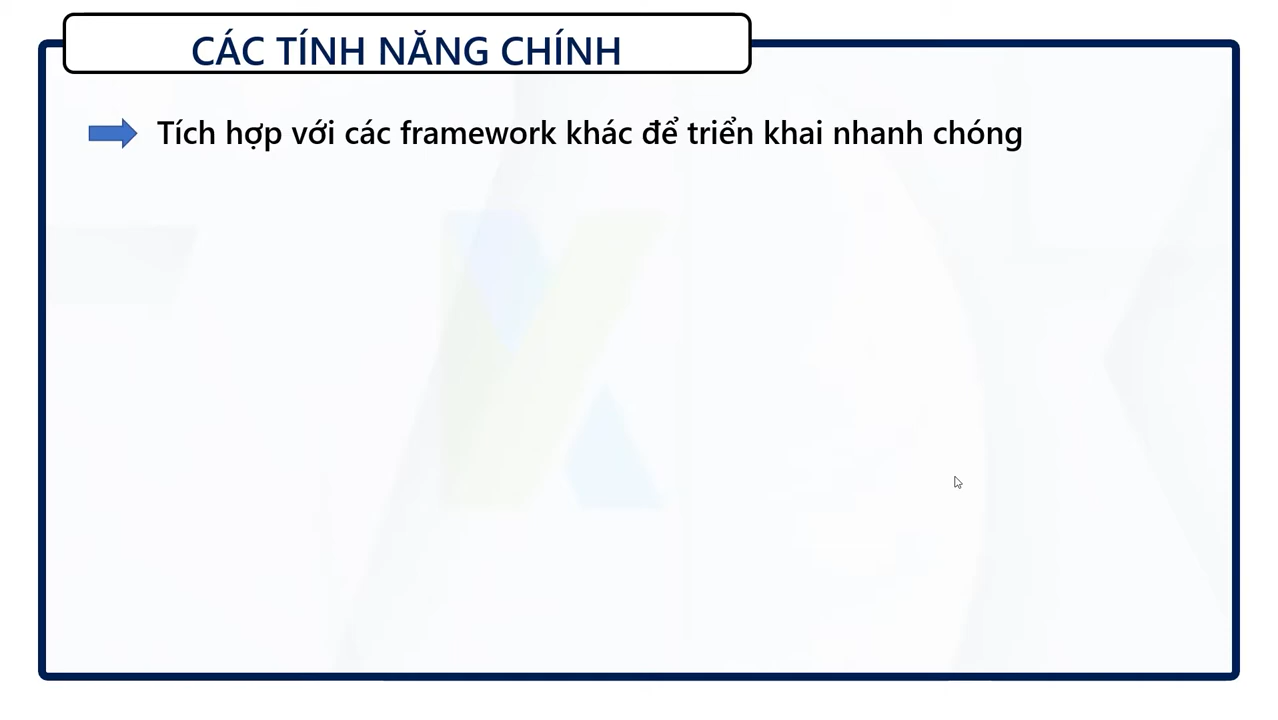 CÁC TÍNH NĂNG CHÍNH
Tích hợp với các framework khác để triển khai nhanh chóng